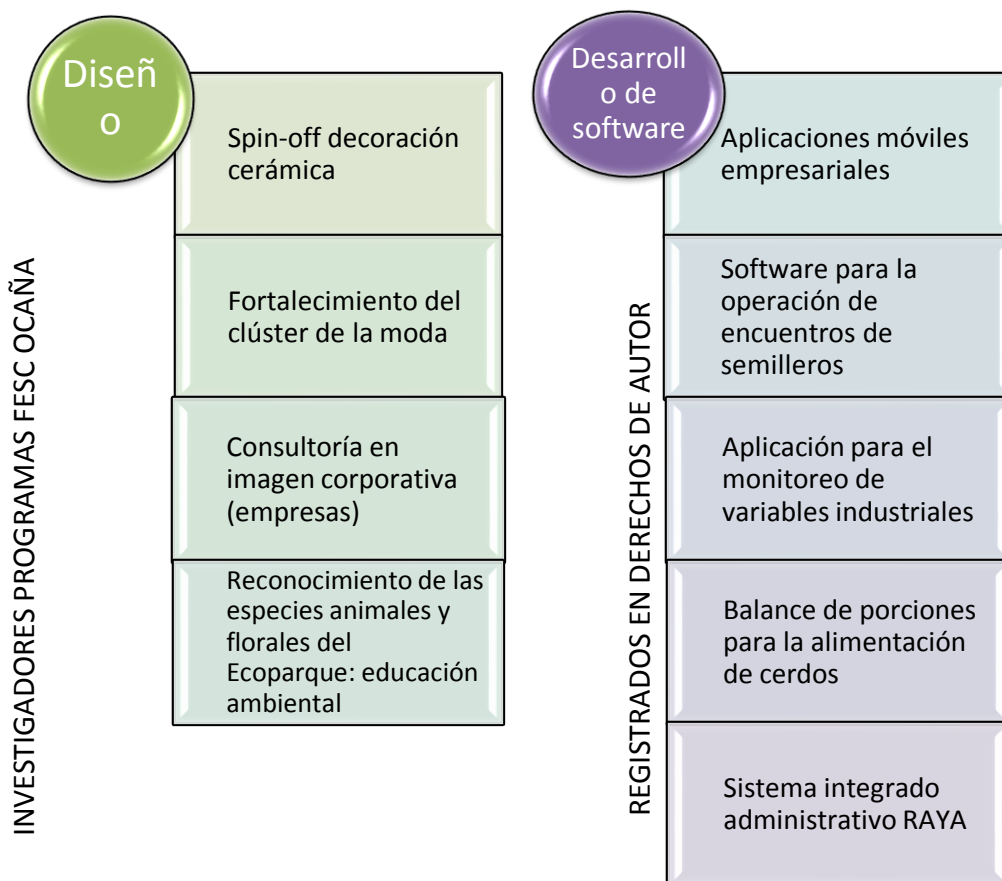 Diseñ
o
INVESTIGADORES PROGRAMAS FESC OCAÑA
Spin-off decoración
cerámica
Fortalecimiento del
clúster de la moda
Consultoría en
imagen corporativa
(empresas)
Reconocimiento de las
especies animales y
florales del
Ecoparque: educación
ambiental
Desarroll
o de
software
REGISTRADOS EN DERECHOS DE AUTOR
Aplicaciones móviles
empresariales
Software para la
operación de
encuentros de
semilleros
Aplicación para el
monitoreo de
variables industriales
Balance de porciones
para la alimentación
de cerdos
Sistema integrado
administrativo RAYA